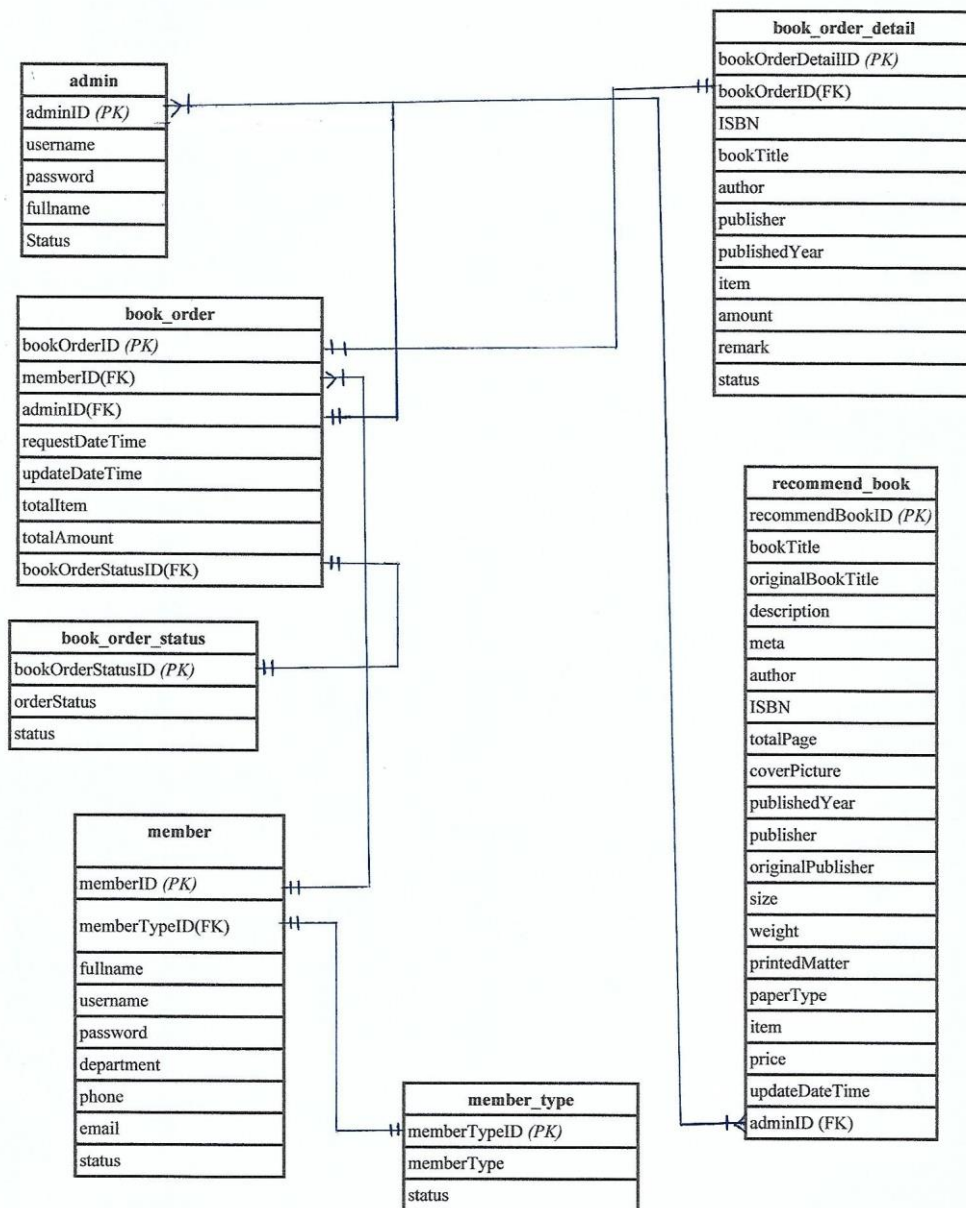 admin
adminID (PK)
username
password
fullname
Status
book_order
bookOrderID (PK)
memberID(FK)
adminID(FK)
requestDateTime
updateDateTime
totalItem
totalAmount
bookOrderStatusID(FK)
book_order_status
bookOrderStatusID (PK)
orderStatus
status
member
memberID (PK)
memberTypeID(FK)
fullname
username
password
department
phone
email
status
member_type
memberTypeID (PK)
memberType
status
book_order_detail
bookOrderDetailID (PK)
bookOrderID(FK)
ISBN
bookTitle
author
publisher
publishedYear
item
amount
remark
status
recommend_book
recommendBookID (PK)
bookTitle
originalBookTitle
description
meta
author
ISBN
totalPage
coverPicture
publishedYear
publisher
originalPublisher
size
weight
printedMatter
paperType
item
price
updateDateTime
adminID (FK)